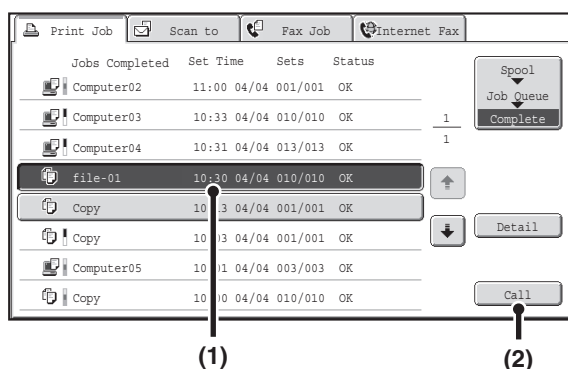 Print Job Scan to Fax Job Internet Fax
Jobs Completed Set Time Sets Status
Computer02 11:00 04/04 001/001 OK
Computer03 10:33 04/04 010/010 OK
Computer04 10:31 04/04 013/013 OK
file-01 10:30 04/04 010/010 OK
Copy 04/04 001/001 OK
Copy 04/04 001/001 OK
Computer05 04/04 003/003 OK
Copy 04/04 010/010 OK
1
1
Spool
Job Queue
Complete
Detail
Call
(1) (2)